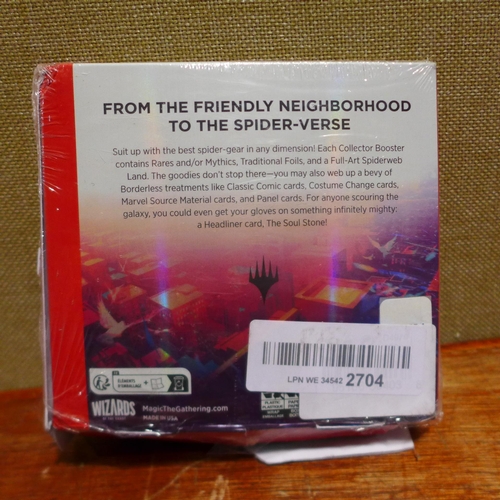 FROM THE FRIENDLY NEIGHBORHOOD
TO THE SPIDER-VERSE
Suit up with the best spider-gear in any dimension! Each Collector Booster
contains Rares and/or Mythics, Traditional Foils, and a Full-Art Spiderweb
Land. The goodies don't stop there—you may also web up a bevy of
Borderless treatments like Classic Comic cards, Costume Change cards,
Marvel Source Material cards, and Panel cards. For anyone scouring the
galaxy, you could even get your gloves on something infinitely mighty:
a Headliner card, The Soul Stone!
LPN WE 34542 2704
ÉLÉMENTS
D'EMBALLAGE
+
WIZARDS
MagicTheGathering.com
MADE IN USA
PLASTIC